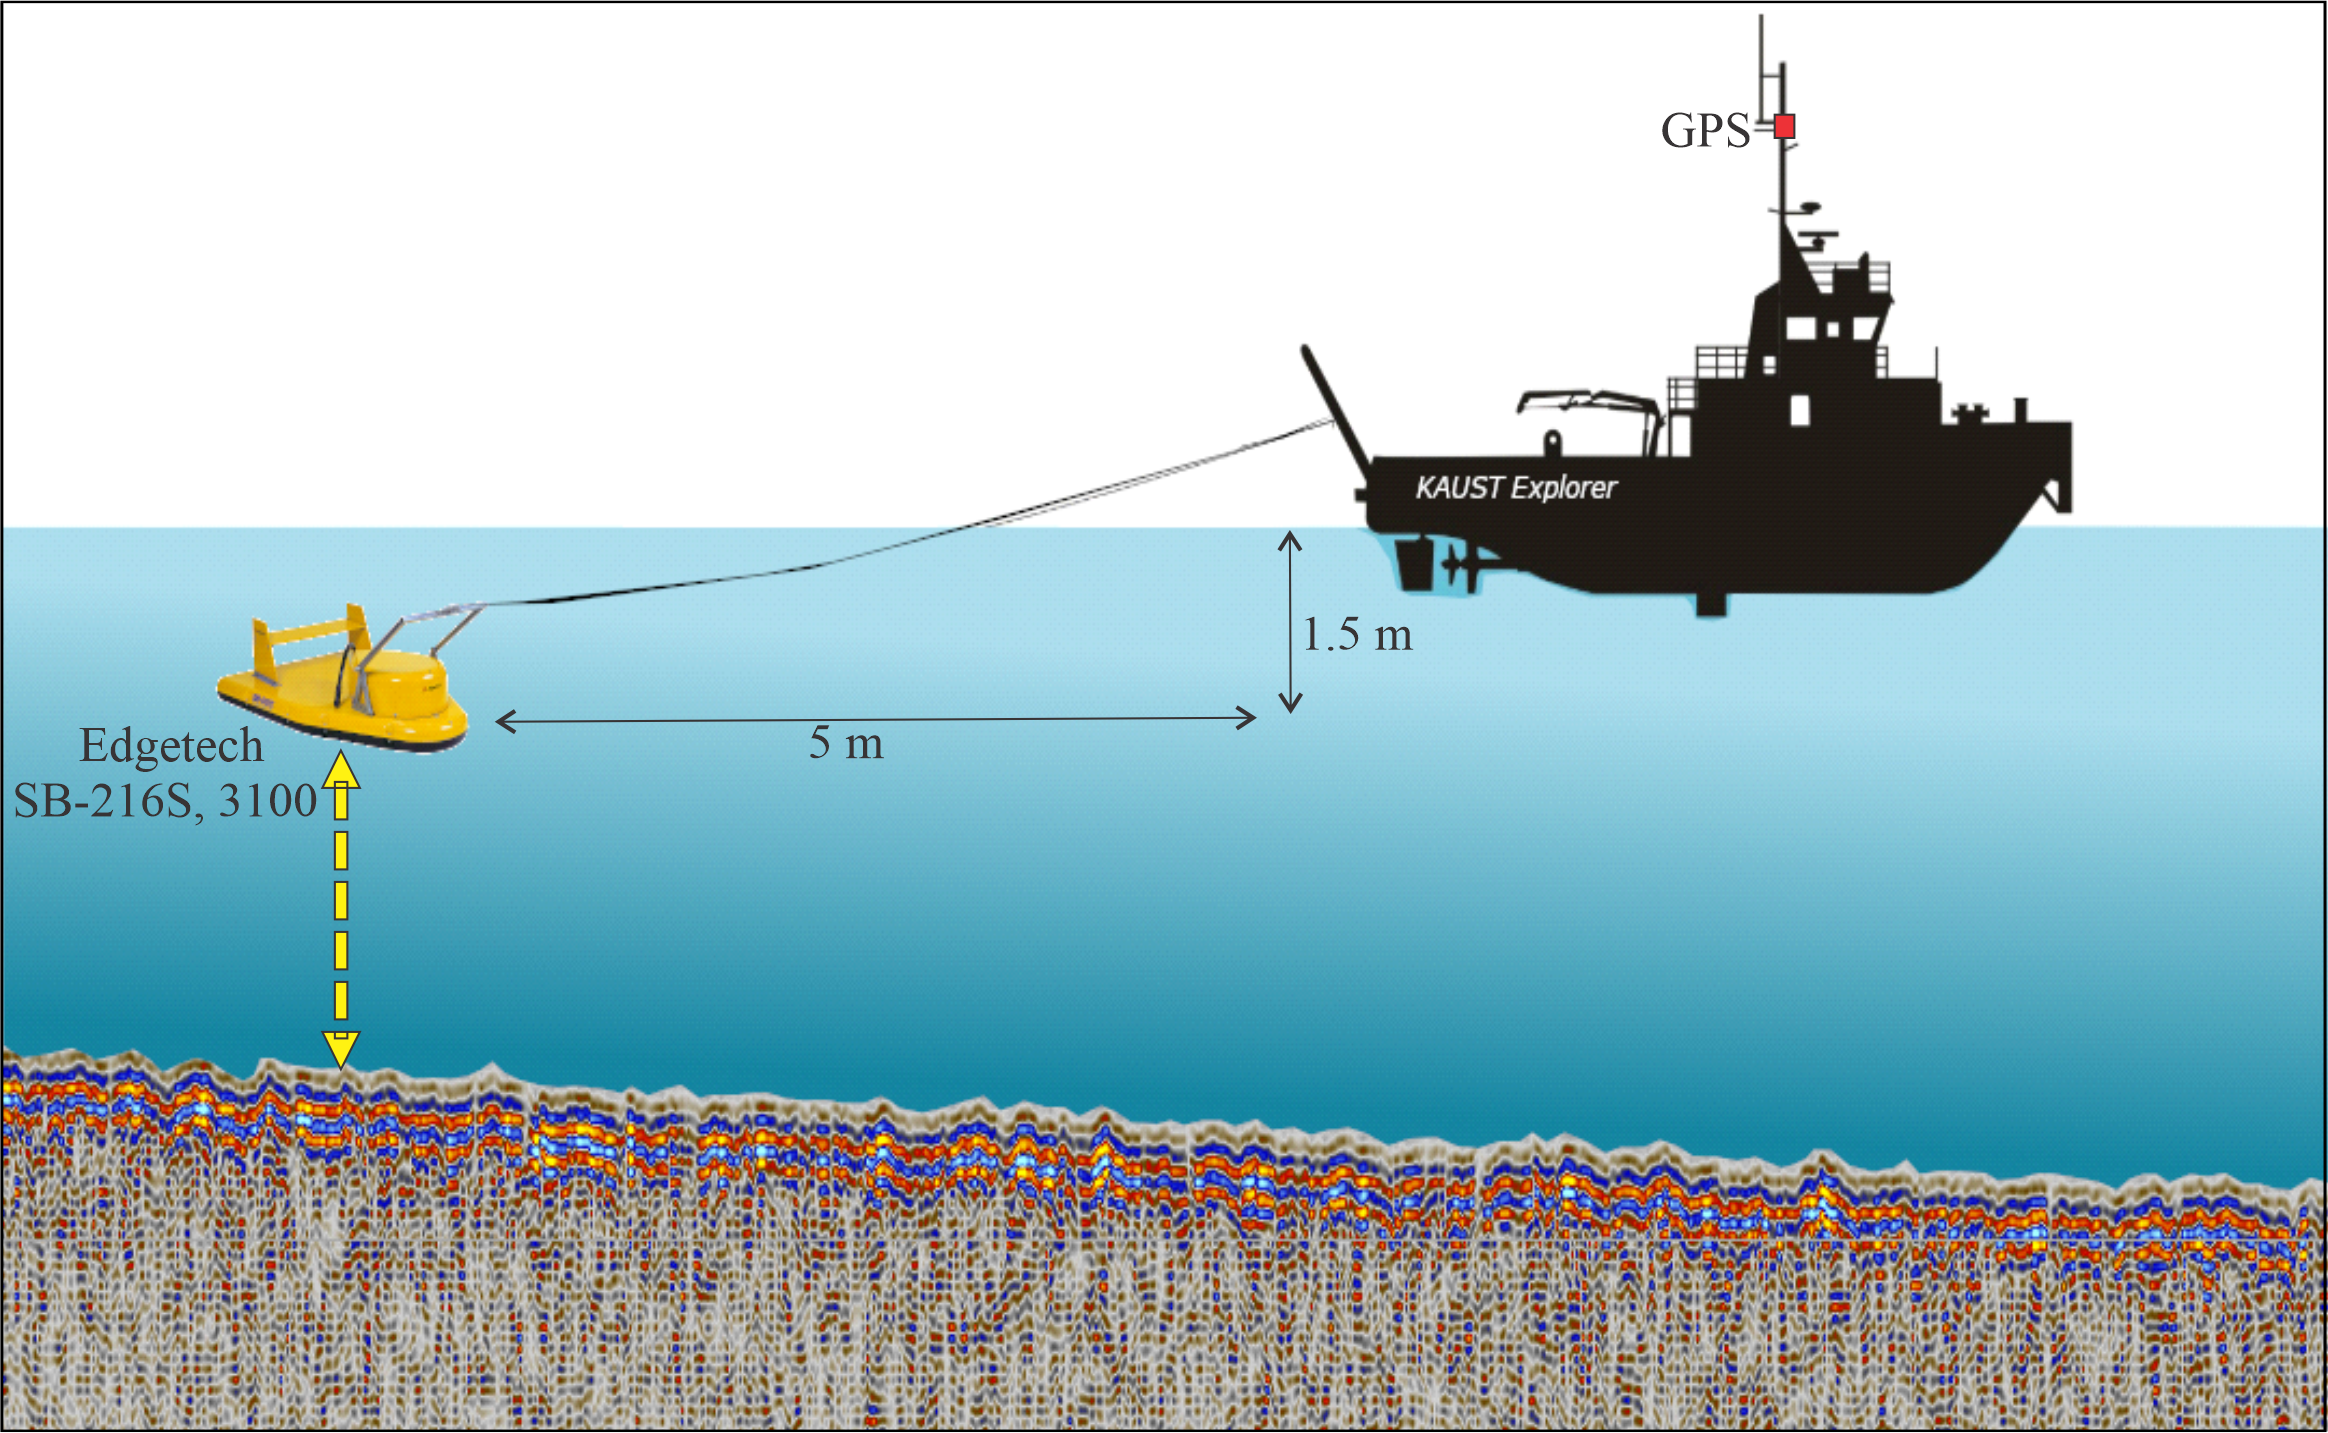 GPS
KAUST Explorer
1.5 m
5 m
Edgetech
SB-216S, 3100